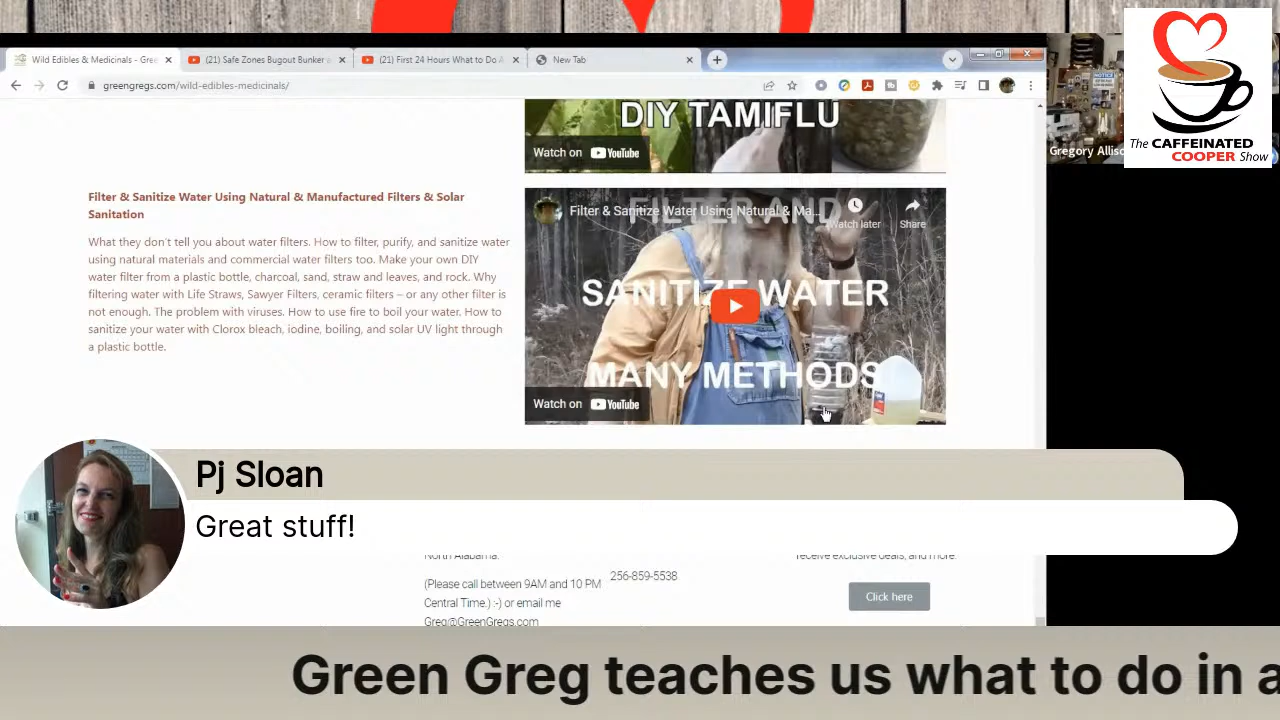 Wild Edibles & Medicinals - Gre
Safe Zones
First 24 Hours What
New Tab
greengregs.com/wild-edibles-medicinals/
Gregory Alliso
The CAFFEINATED
COOPER Show
NOTICE
DIY TAMIFLU
Watch on YouTube
Filter & Sanitize Water Using Natural & Manufactured Filters & Solar
Sanitation
What they don't tell you about water filters. How to filter, purify, and sanitize water
using natural materials and commercial water filters too. Make your own DIY
water filter from a plastic bottle, charcoal, sand, straw and leaves, and rock. Why
filtering water with Life Straws, Sawyer Filters, ceramic filters – or any other filter is
not enough. The problem with viruses. How to use fire to boil your water. How to
sanitize your water with Clorox bleach, iodine, boiling, and solar UV light through
a plastic bottle.
Filter & Sanitize Water Using Natural & Ma...
Watch later
Share
FILTER AND
SANITIZE WATER
MANY METHODS
Watch on YouTube
Pj Sloan
Great stuff!
North Alabama.
receive exclusive deals, and more.
(Please call between 9AM and 10 PM
Central Time.) :-) or email me
Greg@GreenGregs.com
256-859-5538
Click here
Green Greg teaches us what to do in a